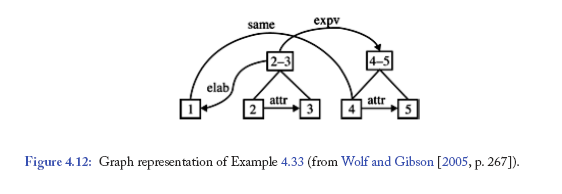 same
expv
2–3
4–5
elab
1
2
attr
3
4
attr
5
Figure 4.12: Graph representation of Example 4.33 (from Wolf and Gibson [2005, p. 267]).